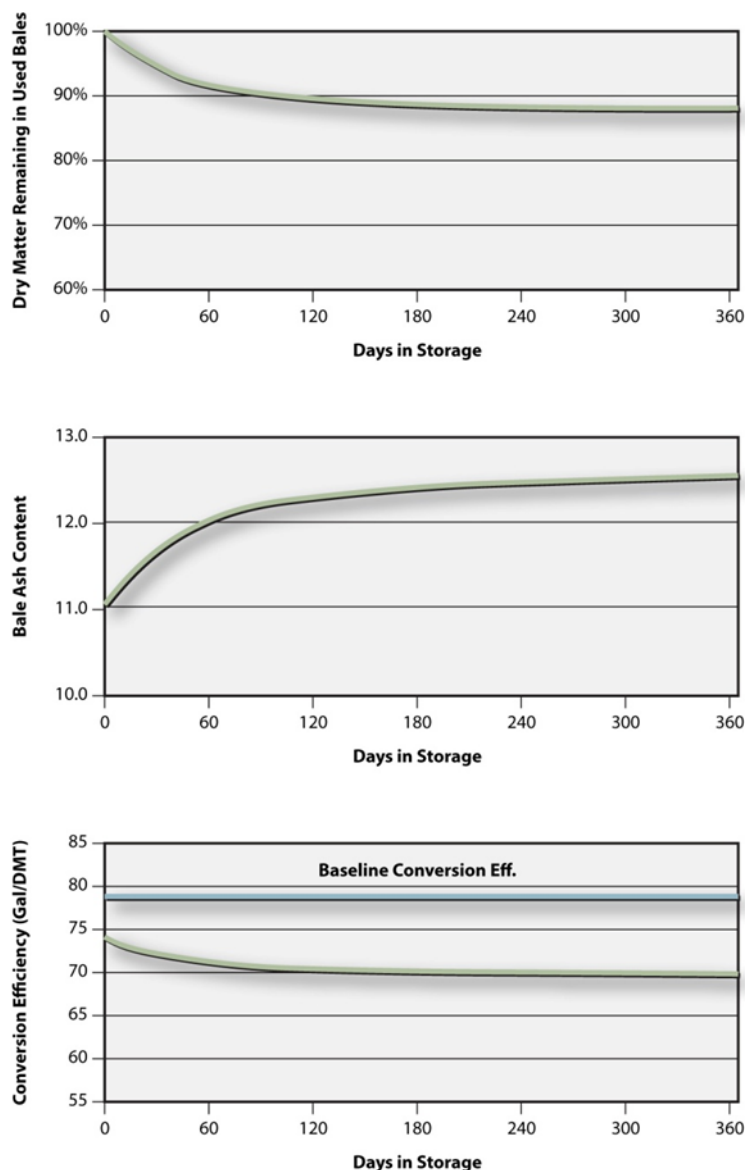 Dry Matter Remaining in Used Bales
100%
90%
80%
70%
60%
0 60 120 180 240 300 360
Days in Storage
Bale Ash Content
13.0
12.0
11.0
10.0
0 60 120 180 240 300 360
Days in Storage
Conversion Efficiency (Gal/DMT)
85
80
75
70
65
60
55
Baseline Conversion Eff.
0 60 120 180 240 300 360
Days in Storage